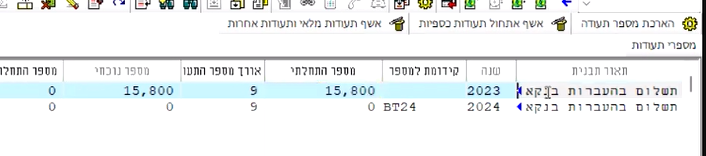 הארכת מספר תעודה אשף אתחול תעודות כספיות אשף תעודות מלאי ותעודות אחרות
מספרי תעודות
תאור תבנית שנה קידומת למספר מספר התחלתי אורך מספר התעו מספר נוכחי מספר התחלו
תשלום בהעברות בנקא 2023 15,800 9 15,800 0
תשלום בהעברות בנקא 2024 BT24 0 9 0 0